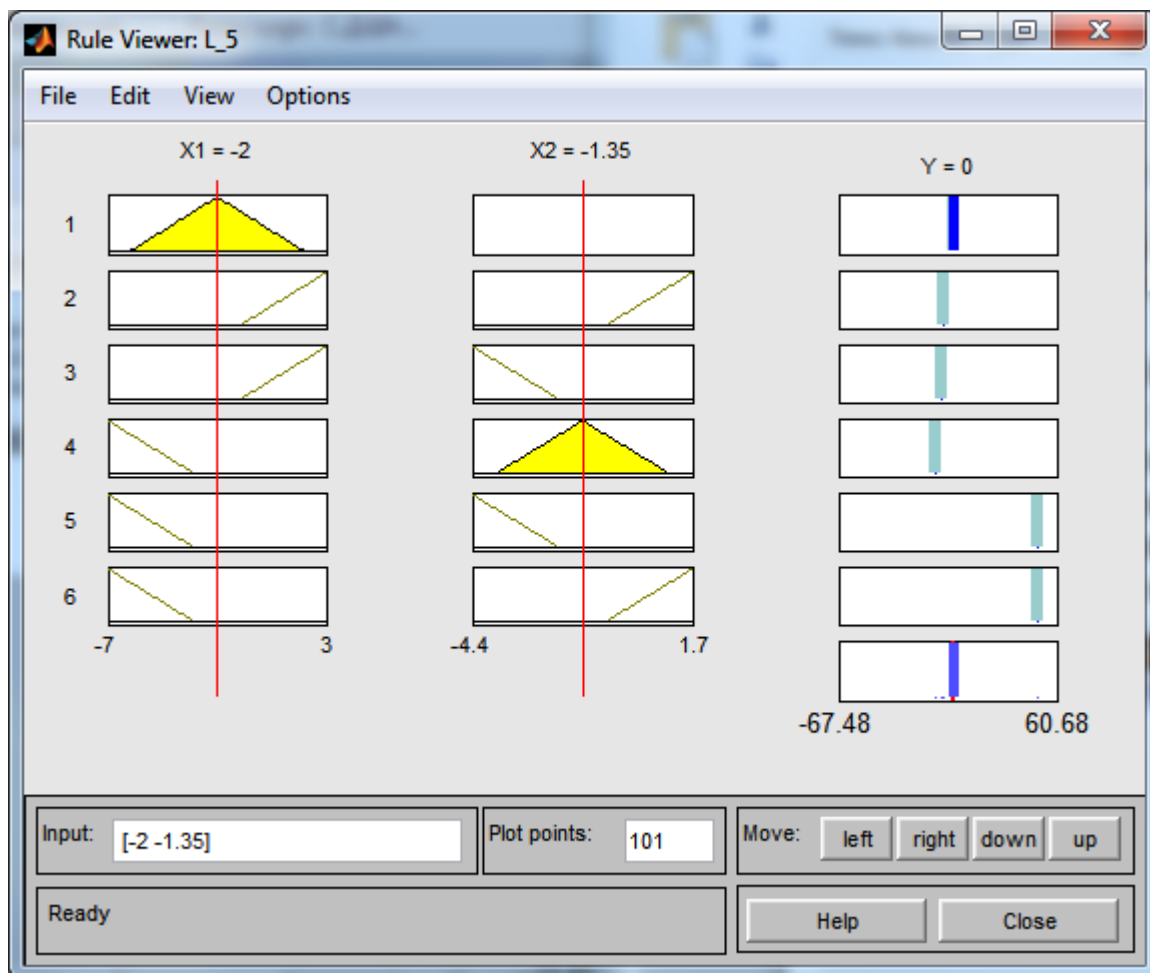 Rule Viewer: L_5
File Edit View Options
X1 = -2 X2 = -1.35 Y = 0
1
2
3
4
5
6
-7 3 -4.4 1.7
-67.48 60.68
Input: [-2 -1.35] Plot points: 101 Move: left right down up
Ready Help Close